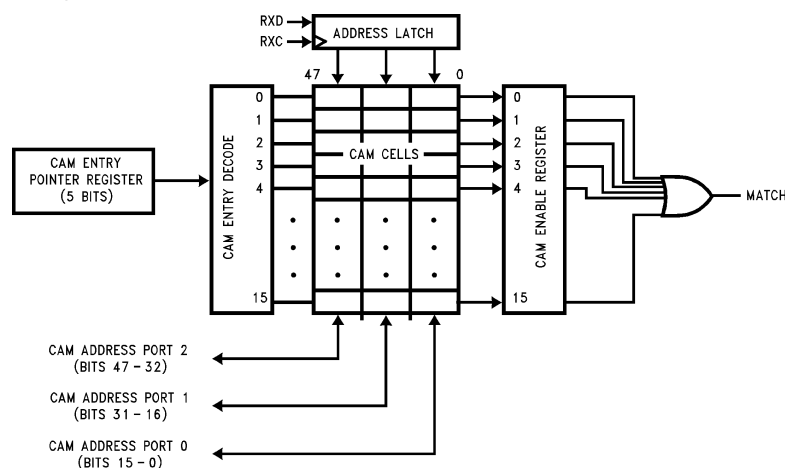 RXD
RXC
ADDRESS LATCH
47
0
CAM ENTRY
POINTER REGISTER
(5 BITS)
CAM ENTRY DECODE
0
1
2
3
4
15
CAM CELLS
0
1
2
3
4
15
CAM ENABLE REGISTER
MATCH
CAM ADDRESS PORT 2
(BITS 47 – 32)
CAM ADDRESS PORT 1
(BITS 31 – 16)
CAM ADDRESS PORT 0
(BITS 15 – 0)